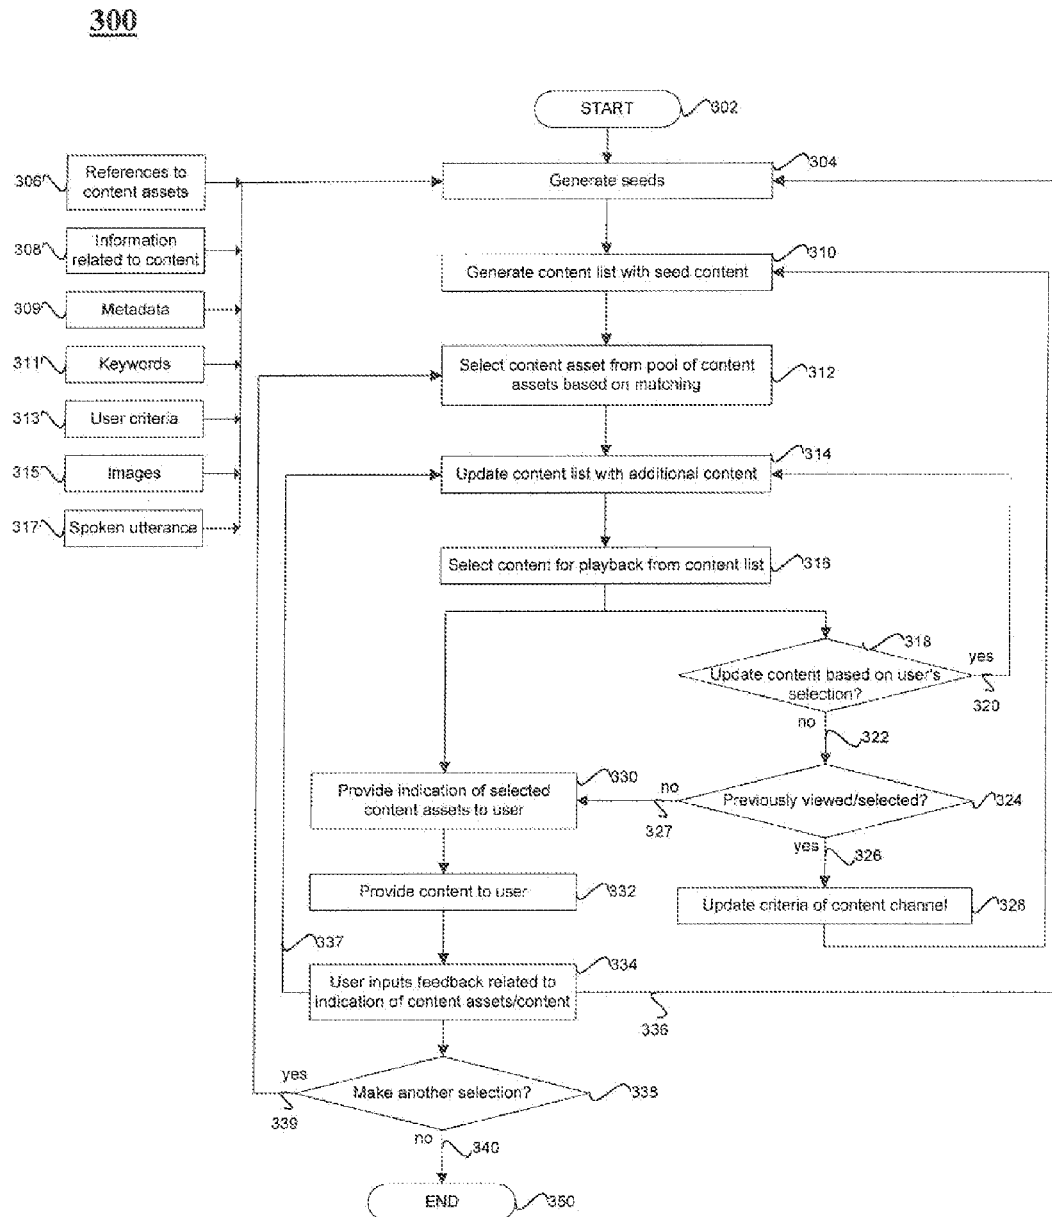 300
START
302
304
Generate seeds
306
References to
content assets
310
Generate content list with seed content
308
Information
related to content
309
Metadata
311
Keywords
Select content asset from pool of content
assets based on matching
312
313
User criteria
314
315
Images
Update content list with additional content
317
Spoken utterance
Select content for playback from content list
316
318
yes
Update content based on user's
selection?
320
no
322
330
Provide indication of selected
content assets to user
no
327
Previously viewed/selected?
324
yes
326
Provide content to user
332
Update criteria of content channel
328
337
334
User inputs feedback related to
indication of content assets/content
336
yes
Make another selection?
338
339
no
340
END
350